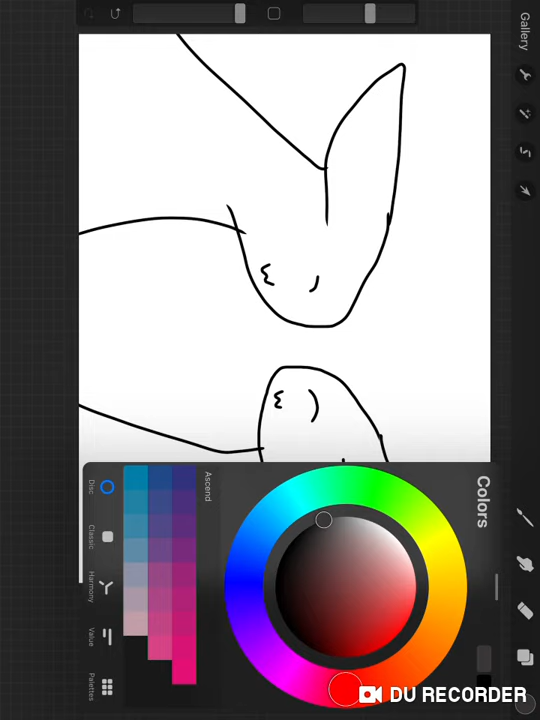 Gallery
Colors
Ascend
Disc
Classic
Harmony
Value
Palettes
DU RECORDER